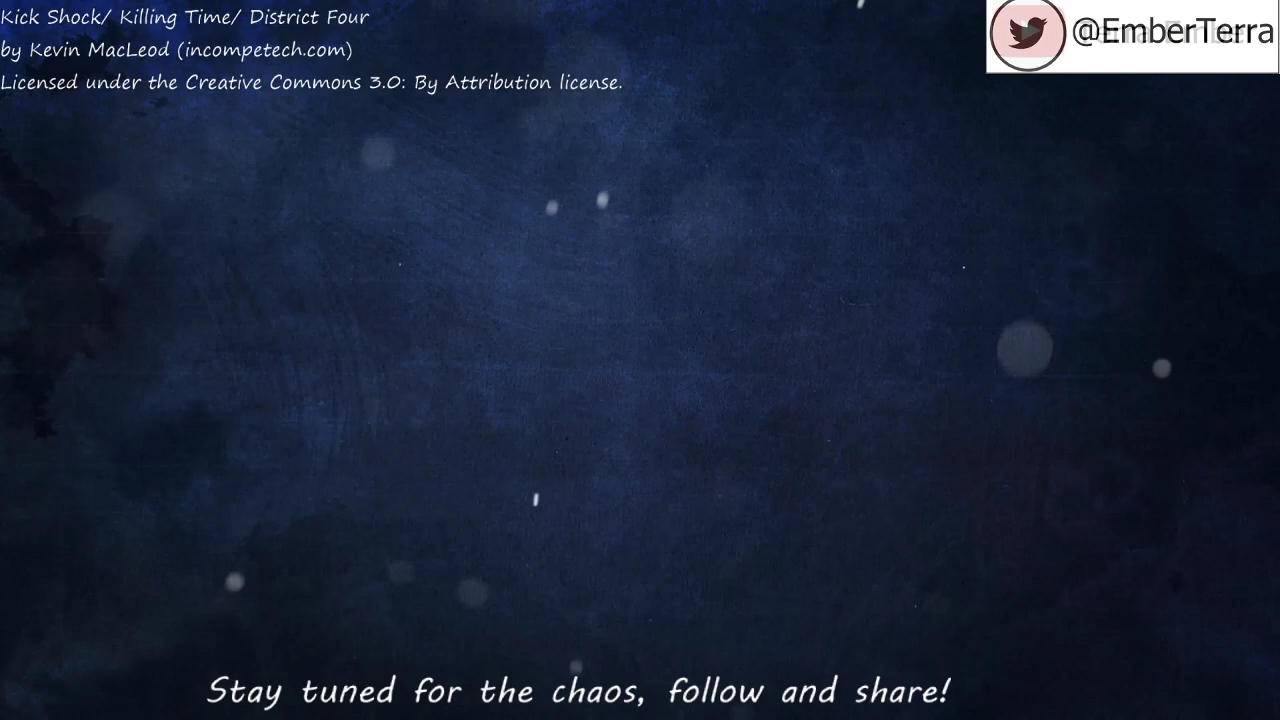 Kick Shock/ Killing Time/ District Four
by Kevin MacLeod (incompetech.com)
Licensed under the Creative Commons 3.0: By Attribution license.
@EmberTerra
Stay tuned for the chaos, follow and share!